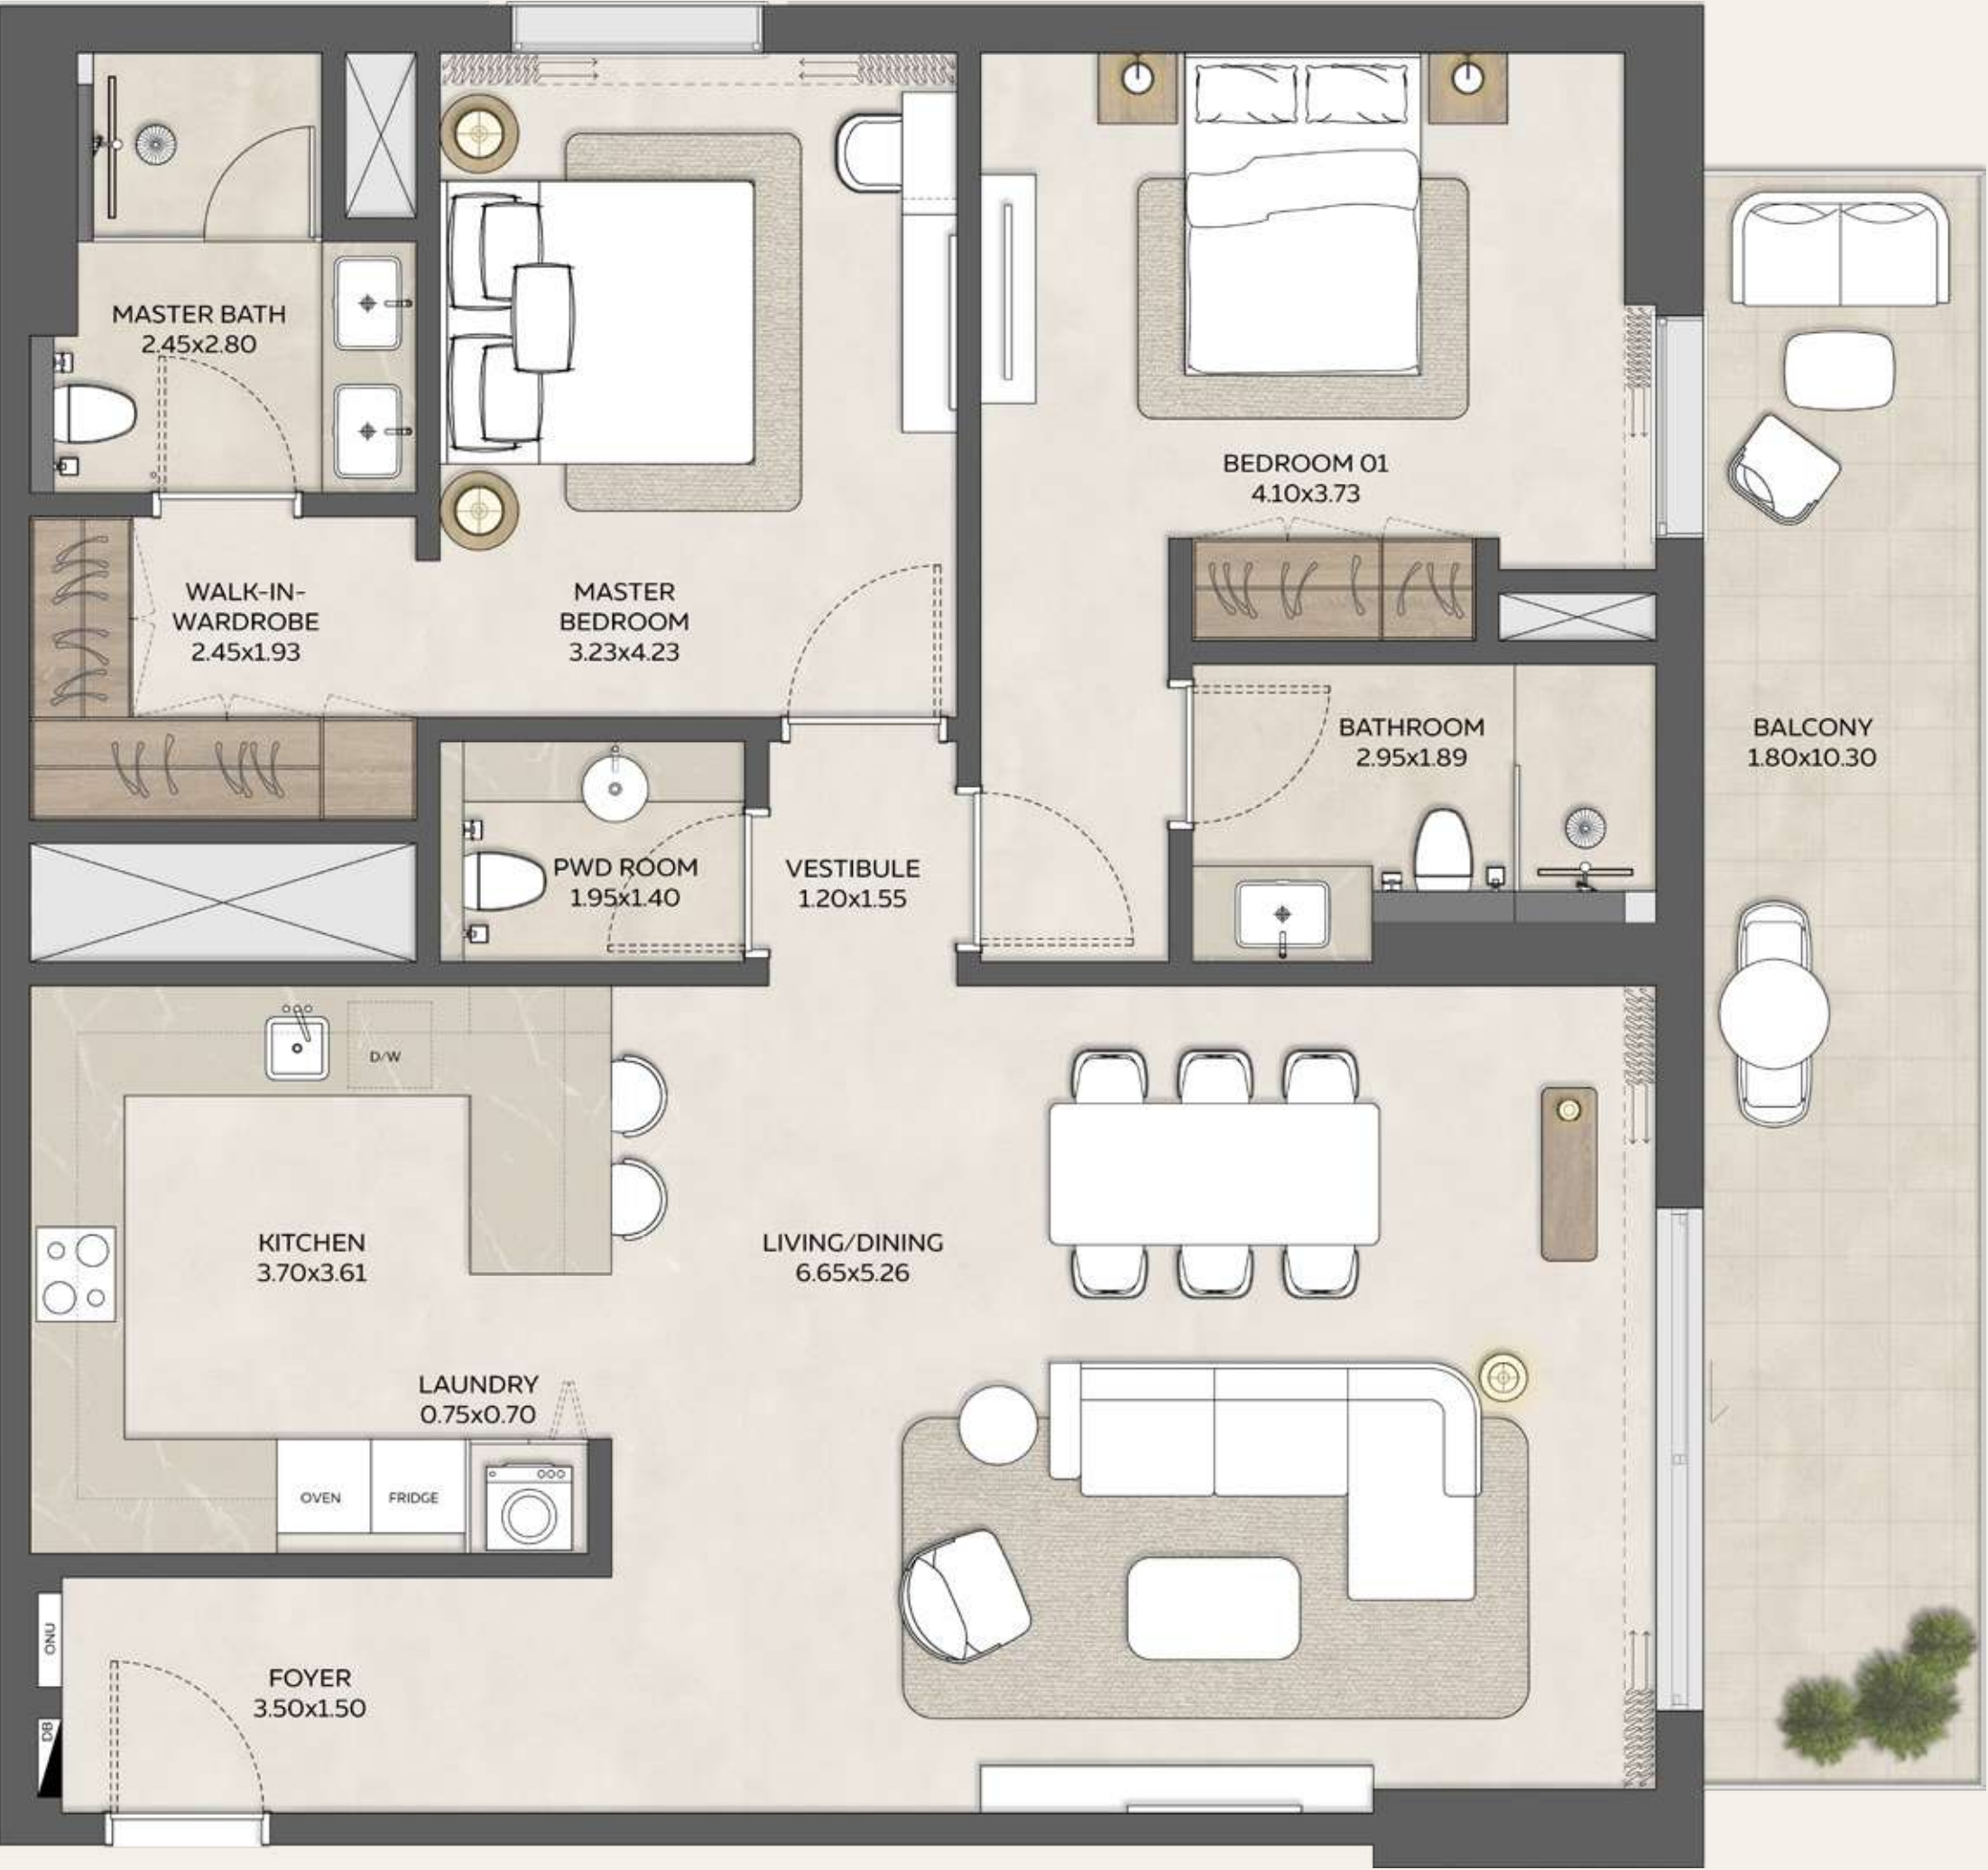 MASTER BATH
2.45x2.80
BEDROOM 01
4.10x3.73
WALK-IN-
WARDROBE
2.45x1.93
MASTER
BEDROOM
3.23x4.23
BATHROOM
2.95x1.89
BALCONY
1.80x10.30
PWD ROOM
1.95x1.40
VESTIBULE
1.20x1.55
D/W
KITCHEN
3.70x3.61
LIVING/DINING
6.65x5.26
LAUNDRY
0.75x0.70
OVEN
FRIDGE
ONU
FOYER
3.50x1.50
DB